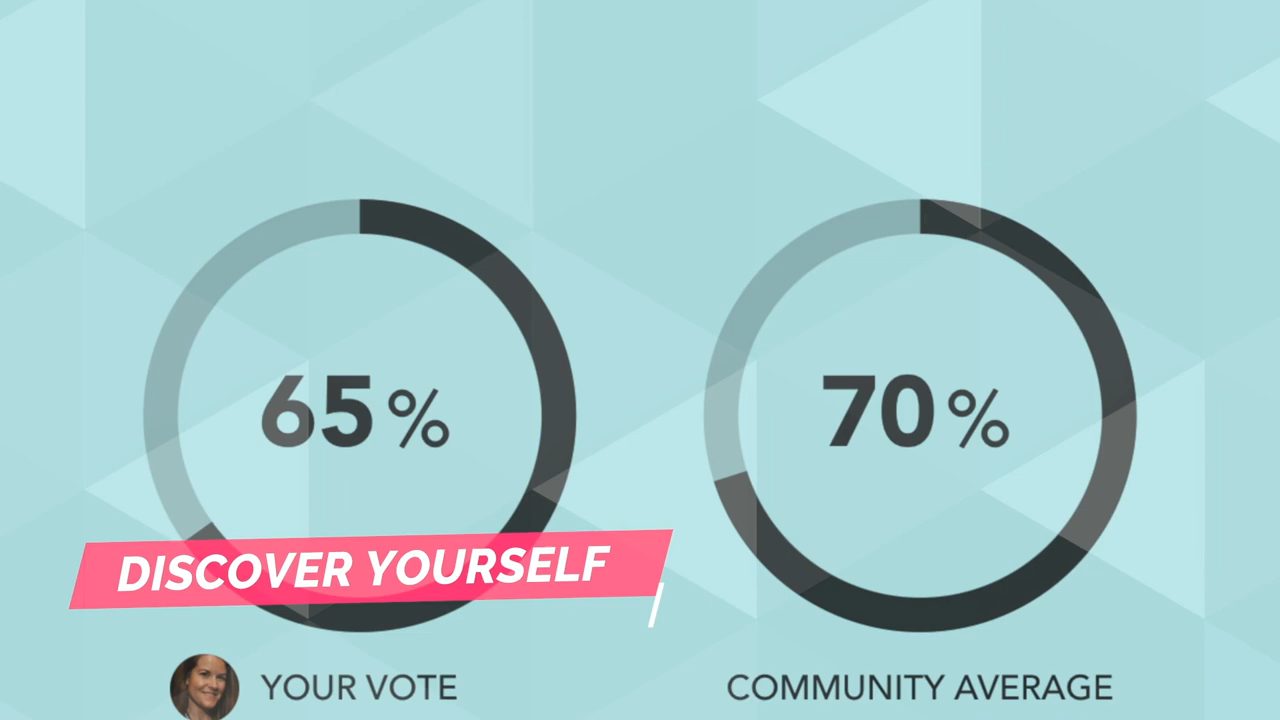 65%
70%
DISCOVER YOURSELF
YOUR VOTE
COMMUNITY AVERAGE